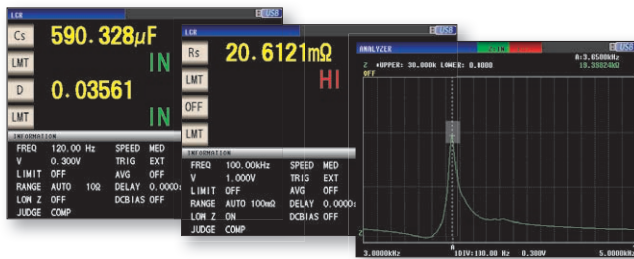 LCR
USB
Cs 590.328μF
LMT IN
D 0.03561
LMT IN
INFORMATION
FREQ 120.00 Hz SPEED MED
V 0.300V TRIG EXT
LIMIT OFF AVG OFF
RANGE AUTO 10Ω DELAY 0.0000s
LOW Z OFF DCBIAS OFF
JUDGE COMP
LCR
USB
Rs 20.6121mΩ
LMT HI
OFF
LMT
INFORMATION
FREQ 100.00kHz SPEED MED
V 1.000V TRIG EXT
LIMIT OFF AVG OFF
RANGE AUTO 100mΩ DELAY 0.0000s
LOW Z ON DCBIAS OFF
JUDGE COMP
ANALYZER
USB
A:3.6500kHz
Z *UPPER: 30.000k LOWER: 0.1000
OFF
Z
A
3.0000kHz 1DIV:130.00 Hz 0.300V 5.0000kHz